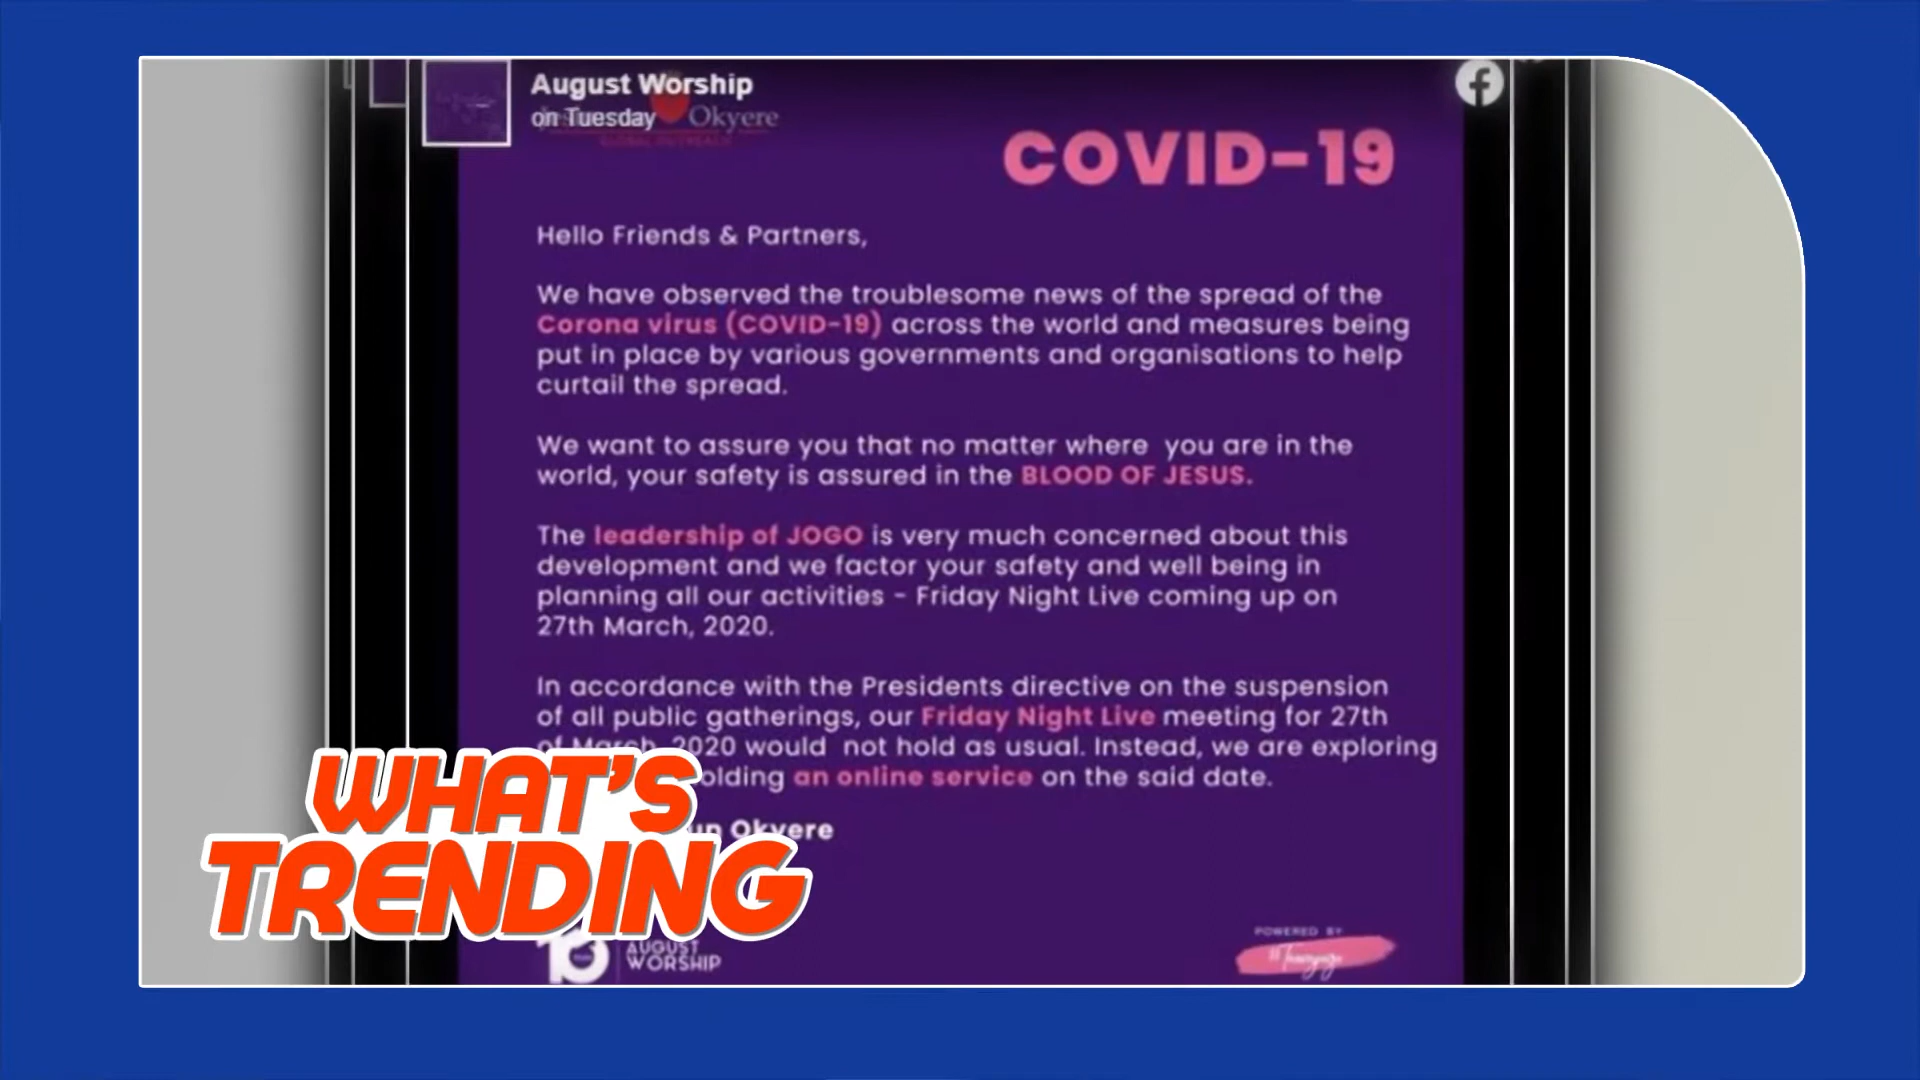 August Worship
on Tuesday
Okyere
GLOBAL OUTREACH
COVID-19
Hello Friends & Partners,
We have observed the troublesome news of the spread of the
Corona virus (COVID-19) across the world and measures being
put in place by various governments and organisations to help
curtail the spread.
We want to assure you that no matter where you are in the
world, your safety is assured in the BLOOD OF JESUS.
The leadership of JOGO is very much concerned about this
development and we factor your safety and well being in
planning all our activities - Friday Night Live coming up on
27th March, 2020.
In accordance with the Presidents directive on the suspension
of all public gatherings, our Friday Night Live meeting for 27th
of March, 2020 would not hold as usual. Instead, we are exploring
an online service on the said date.
Okyere
WHAT'S
TRENDING
AUGUST
WORSHIP
POWERED BY